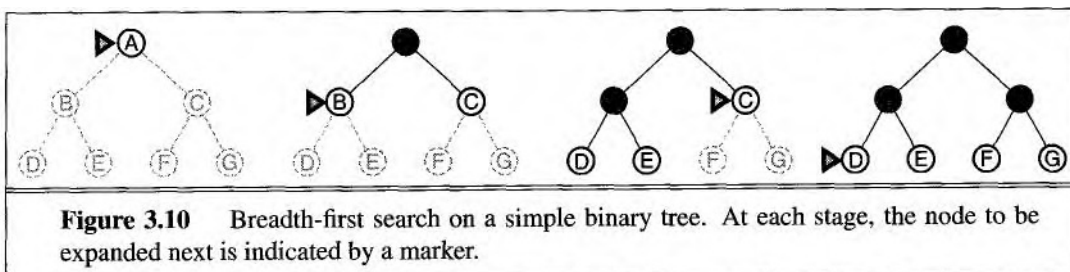 A
B C
D E F G
B C
D E F G
C
D E F G
D E F G
Figure 3.10 Breadth-first search on a simple binary tree. At each stage, the node to be
expanded next is indicated by a marker.